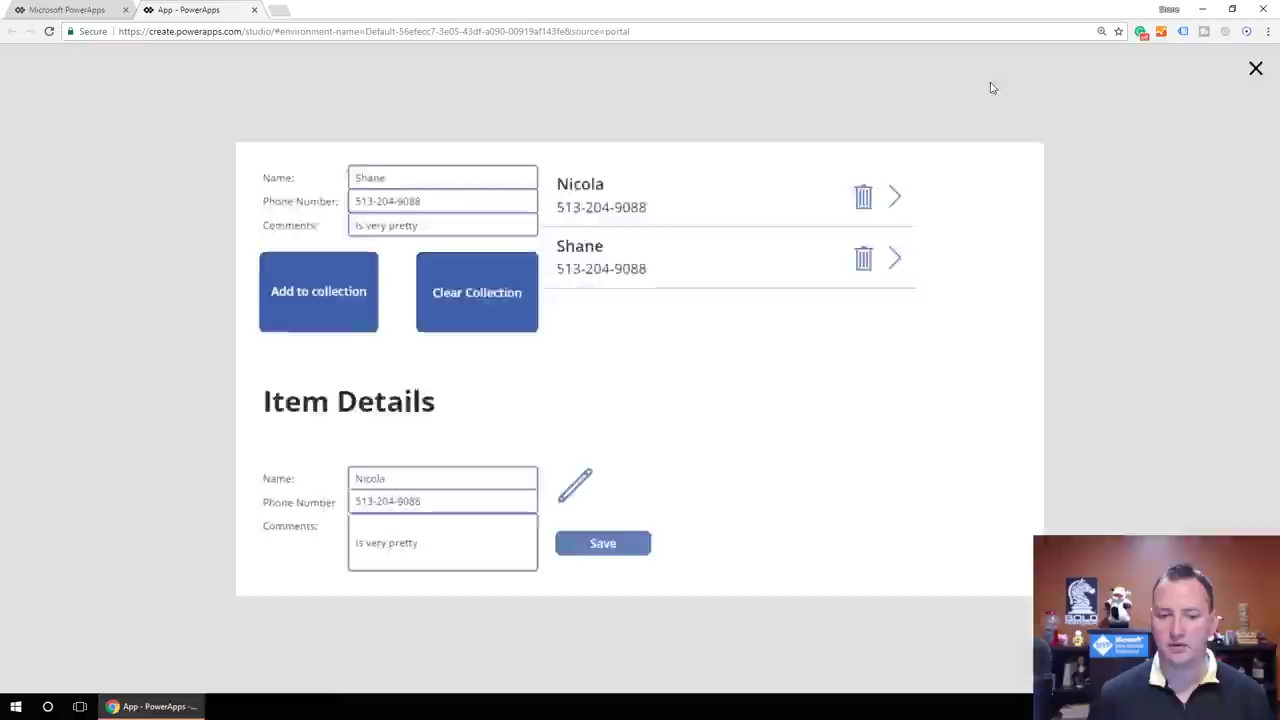 Microsoft PowerApps
App - PowerApps
Shane
Secure
https://create.powerapps.com/studio/#environment-name=Default-56efecc7-3e05-43df-a090-00919af143fe&source=portal
Name:
Shane
Phone Number:
513-204-9088
Comments:
Is very pretty
Add to collection
Clear Collection
Nicola
513-204-9088
Shane
513-204-9088
Item Details
Name:
Nicola
Phone Number
513-204-9088
Comments:
Is very pretty
Save
BOLD
Microsoft
App - PowerApps -...